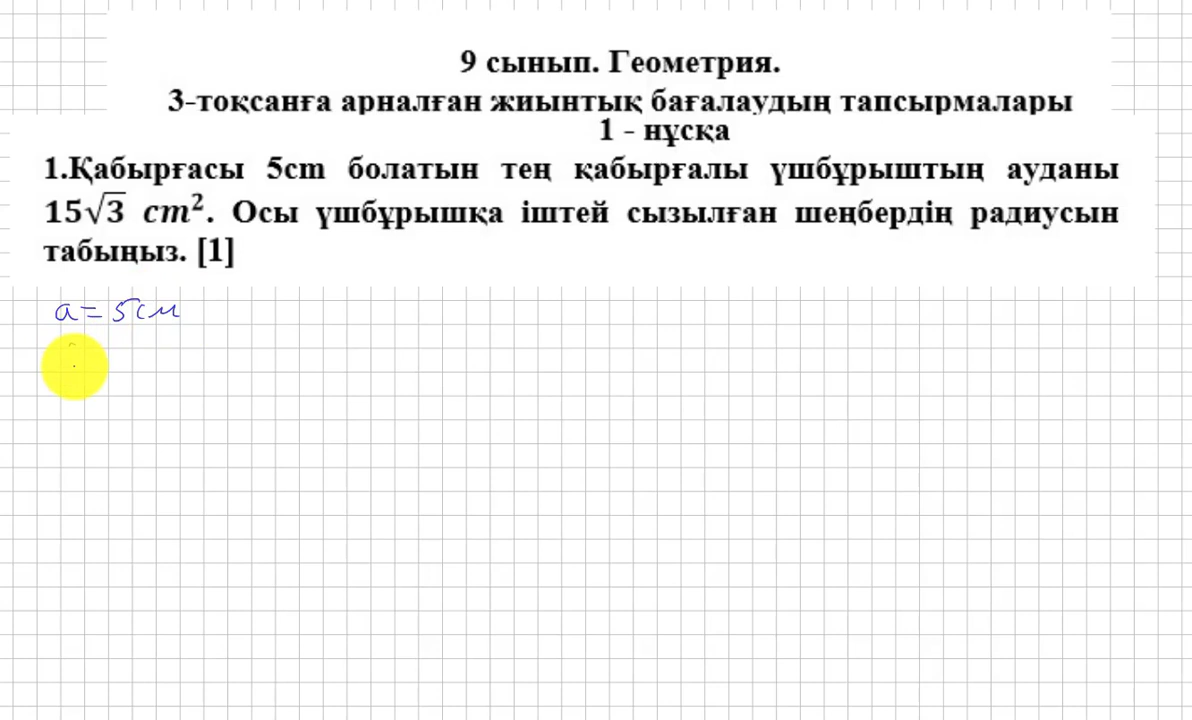 9 сынып. Геометрия.
3-тоқсанға арналған жиынтық бағалаудың тапсырмалары
1 - нұсқа
1.Қабырғасы 5cm болатын тең қабырғалы үшбұрыштың ауданы
15√3 cm². Осы үшбұрышқа іштей сызылған шеңбердің радиусын
табыңыз. [1]
a = 5см